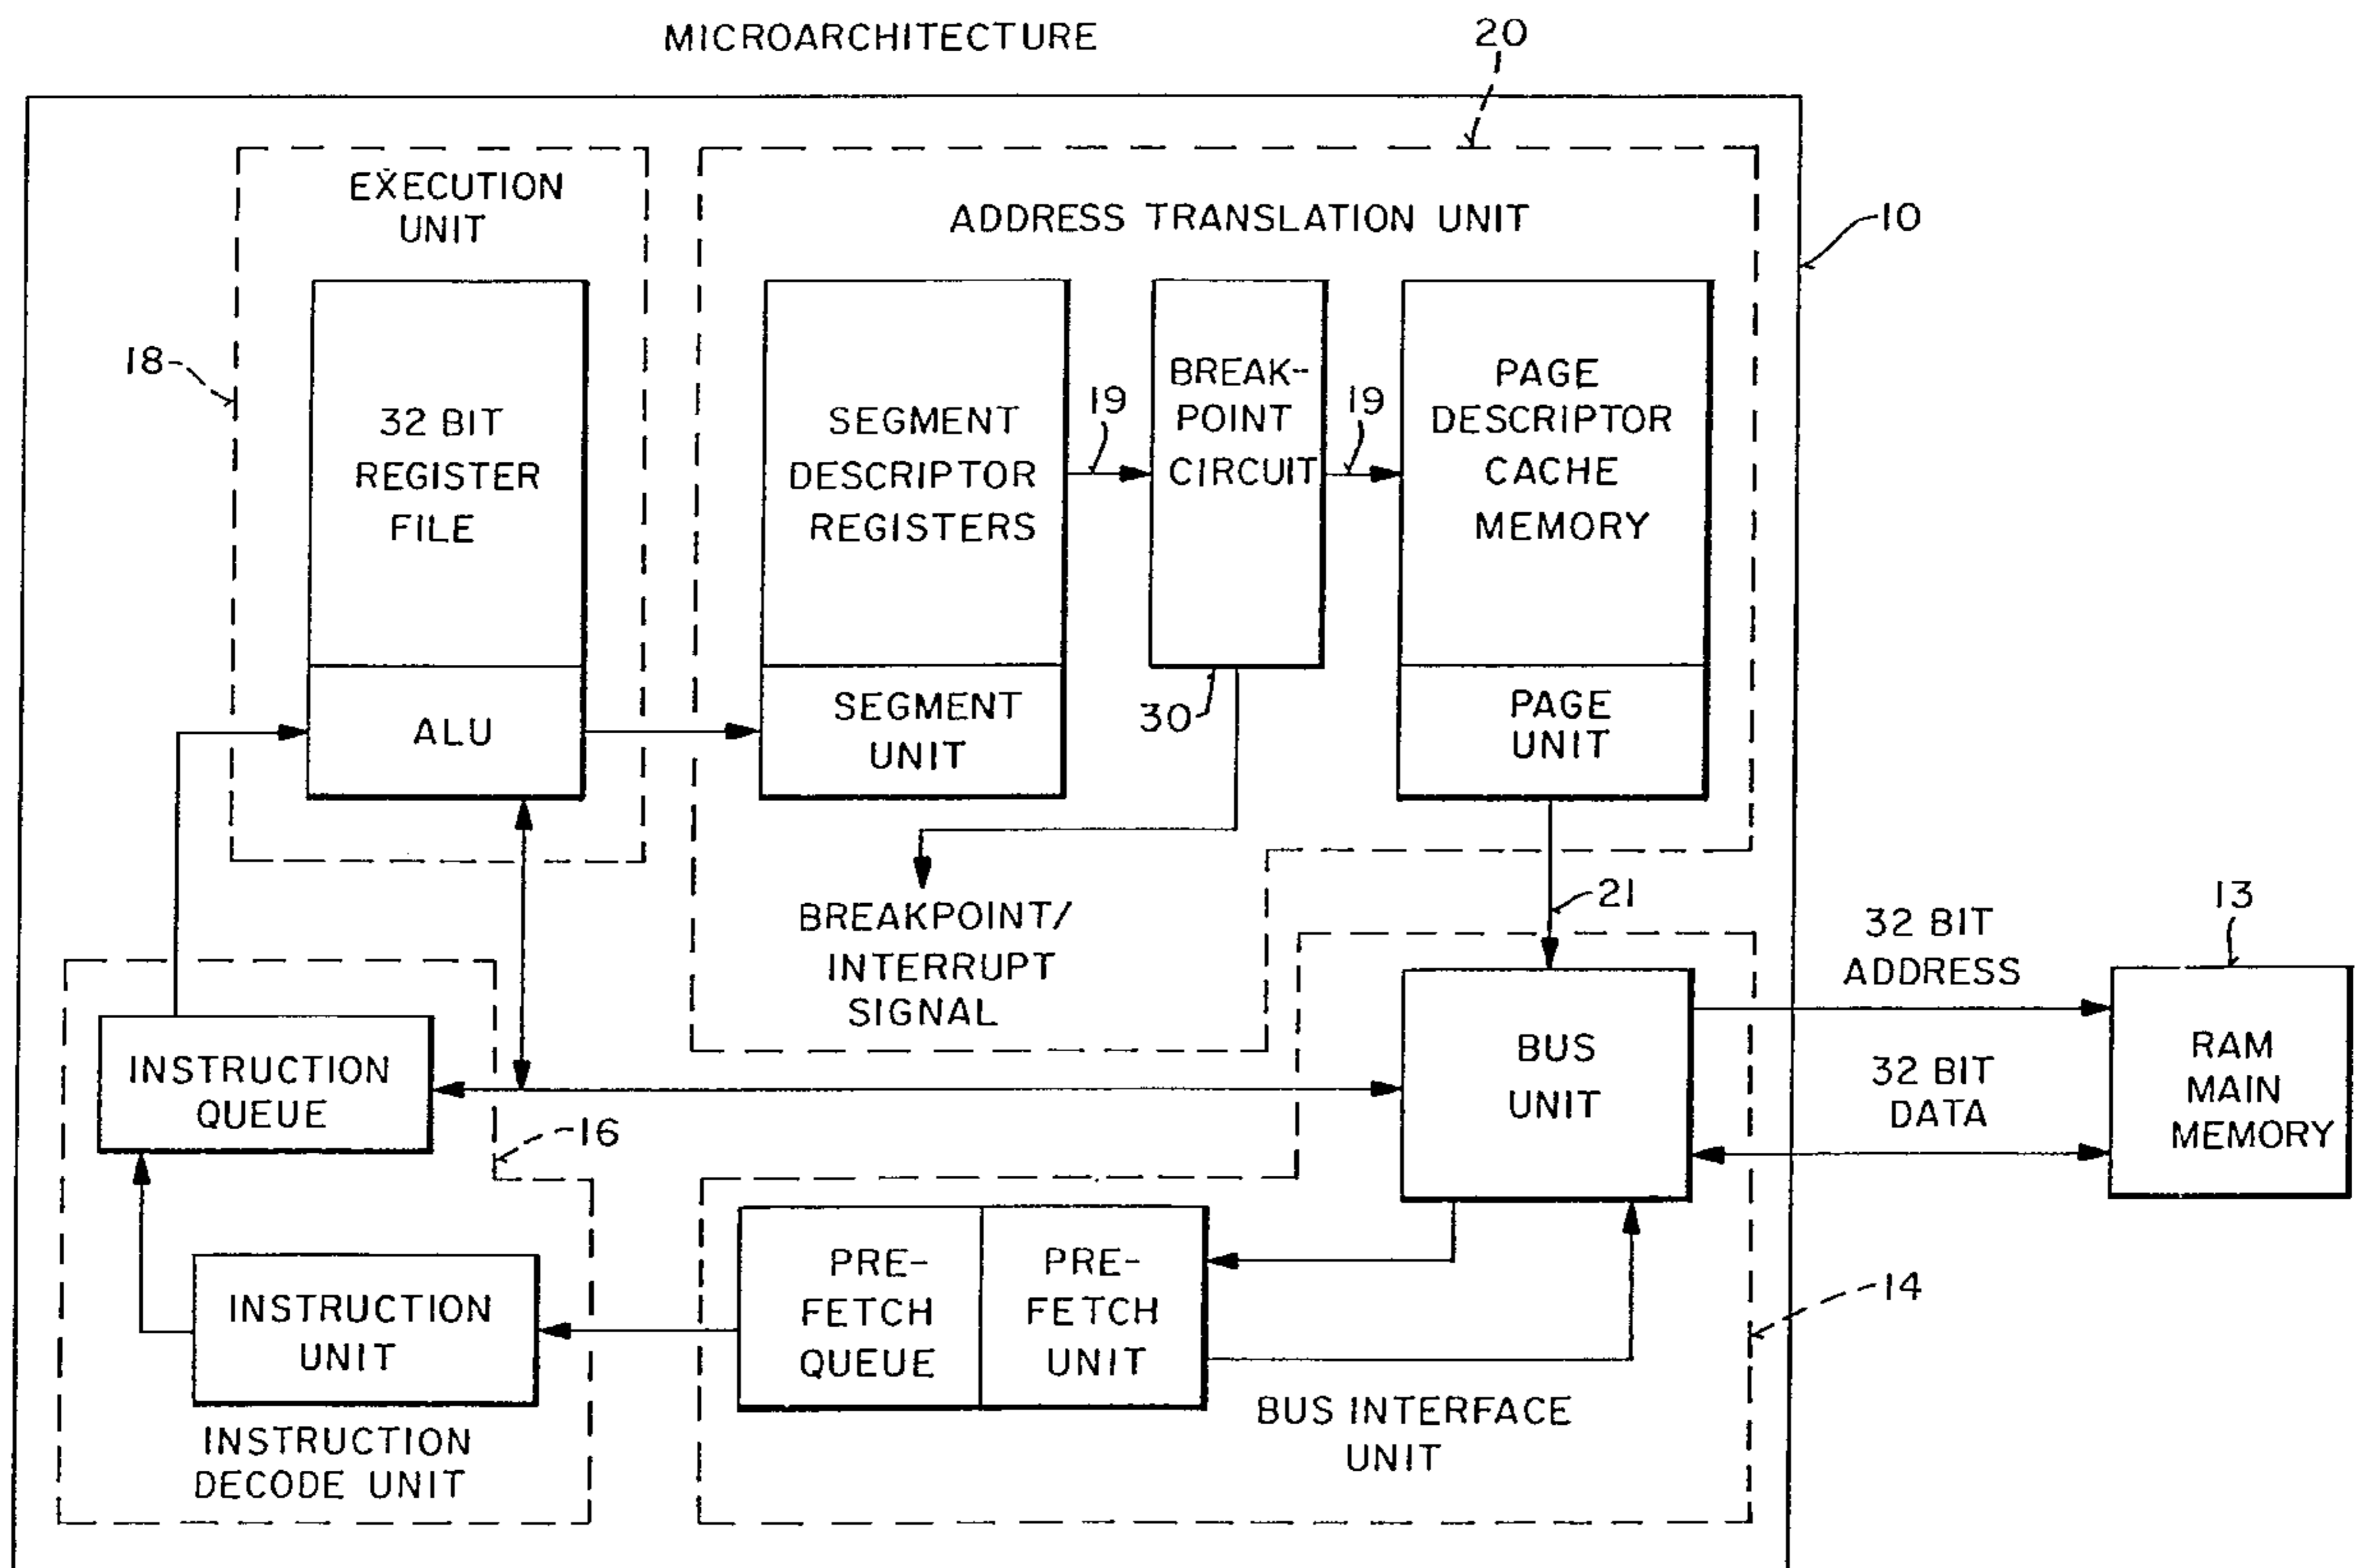 MICROARCHITECTURE
20
EXECUTION
UNIT
ADDRESS TRANSLATION UNIT
10
18
32 BIT
REGISTER
FILE
ALU
SEGMENT
DESCRIPTOR
REGISTERS
SEGMENT
UNIT
19
BREAK-
POINT
CIRCUIT
30
19
PAGE
DESCRIPTOR
CACHE
MEMORY
PAGE
UNIT
BREAKPOINT/
INTERRUPT
SIGNAL
21
32 BIT
ADDRESS
32 BIT
DATA
13
RAM
MAIN
MEMORY
INSTRUCTION
QUEUE
16
BUS
UNIT
INSTRUCTION
UNIT
INSTRUCTION
DECODE UNIT
PRE-
FETCH
QUEUE
PRE-
FETCH
UNIT
BUS INTERFACE
UNIT
14